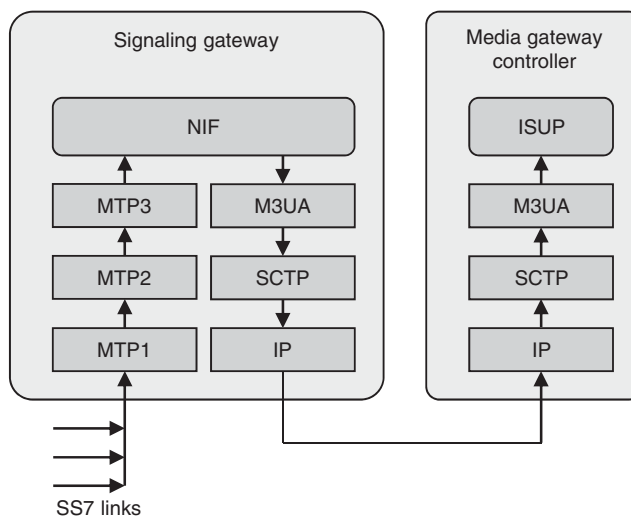 Signaling gateway
NIF
MTP3
M3UA
MTP2
SCTP
MTP1
IP
SS7 links
Media gateway
controller
ISUP
M3UA
SCTP
IP